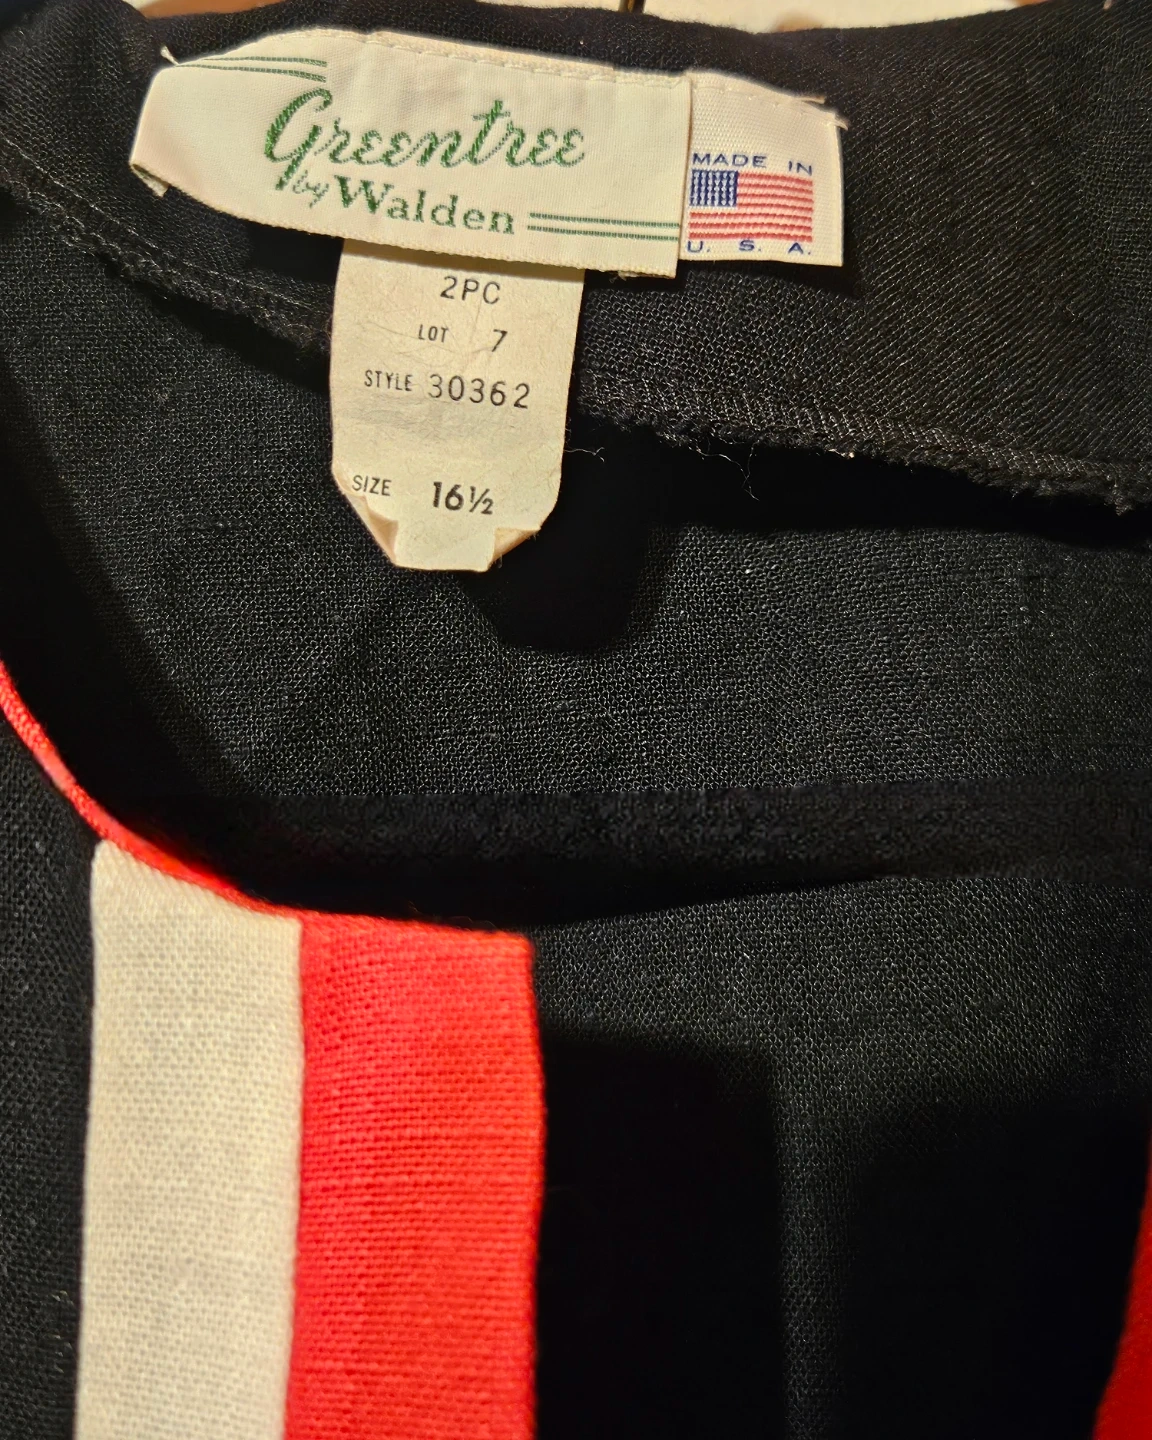 Greentree
by Walden
MADE IN
U. S. A.
2PC
LOT 7
STYLE 30362
SIZE 16½